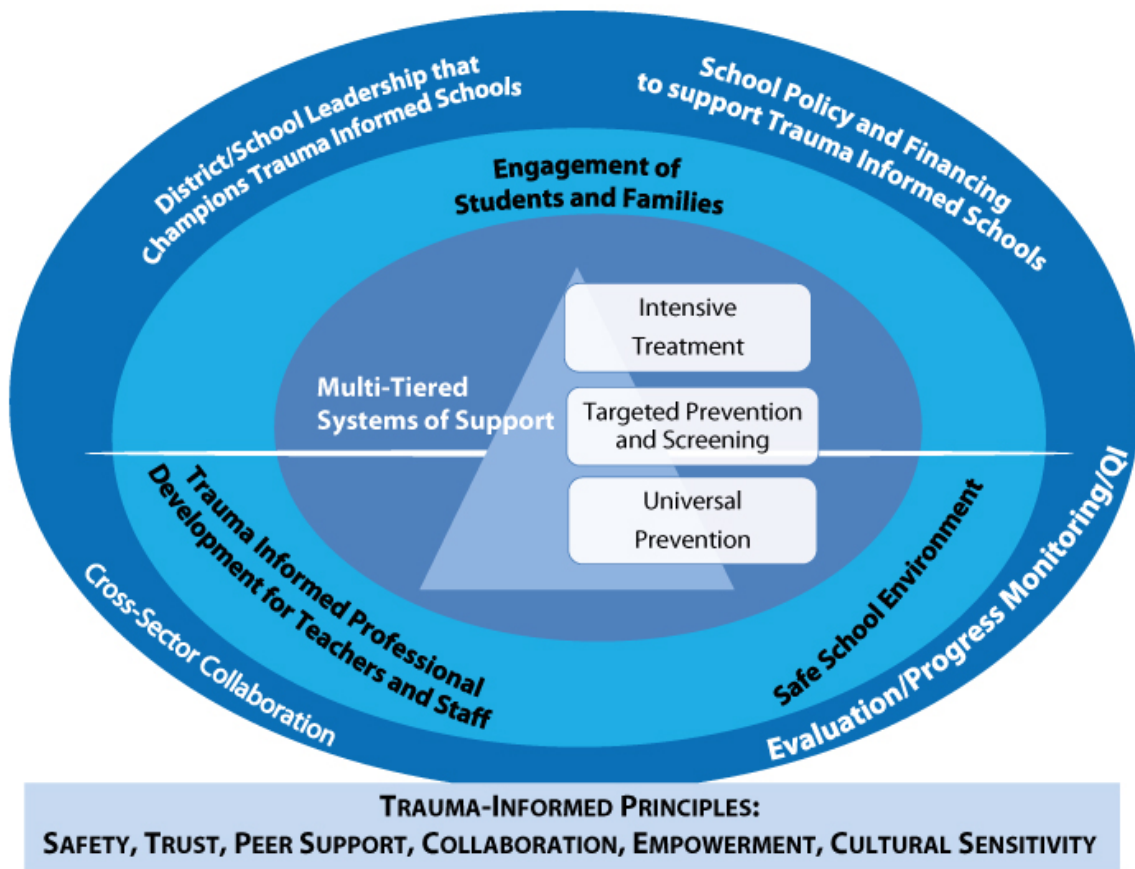 District/School Leadership that
Champions Trauma Informed Schools
School Policy and Financing
to support Trauma Informed Schools
Engagement of
Students and Families
Intensive
Treatment
Multi-Tiered
Systems of Support
Targeted Prevention
and Screening
Universal
Prevention
Trauma Informed Professional
Development for Teachers and Staff
Safe School Environment
Cross-Sector Collaboration
Evaluation/Progress Monitoring/QI
TRAUMA-INFORMED PRINCIPLES:
SAFETY, TRUST, PEER SUPPORT, COLLABORATION, EMPOWERMENT, CULTURAL SENSITIVITY